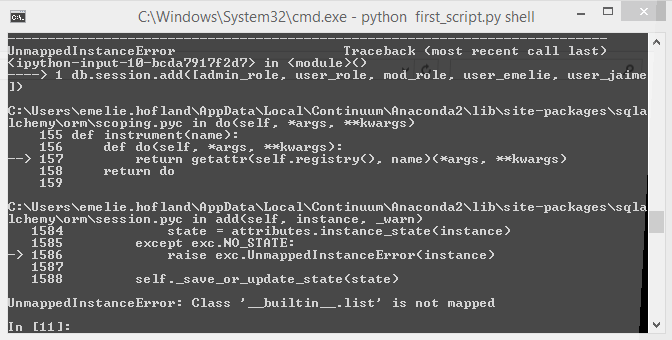 C:\Windows\System32\cmd.exe - python first_script.py shell
---------------------------------------------------------------------------
UnmappedInstanceError                     Traceback (most recent call last)
<ipython-input-10-bcda7917f2d7> in <module>()
----> 1 db.session.add([admin_role, user_role, mod_role, user_emelie, user_jaime
])
C:\Users\emelie.hofland\AppData\Local\Continuum\Anaconda2\lib\site-packages\sqla
lchemy\orm\scoping.pyc in do(self, *args, **kwargs)
    155 def instrument(name):
    156     def do(self, *args, **kwargs):
--> 157         return getattr(self.registry(), name)(*args, **kwargs)
    158     return do
    159
C:\Users\emelie.hofland\AppData\Local\Continuum\Anaconda2\lib\site-packages\sqla
lchemy\orm\session.pyc in add(self, instance, _warn)
   1584             state = attributes.instance_state(instance)
   1585         except exc.NO_STATE:
-> 1586             raise exc.UnmappedInstanceError(instance)
   1587
   1588         self._save_or_update_state(state)
UnmappedInstanceError: Class '__builtin__.list' is not mapped
In [11]: